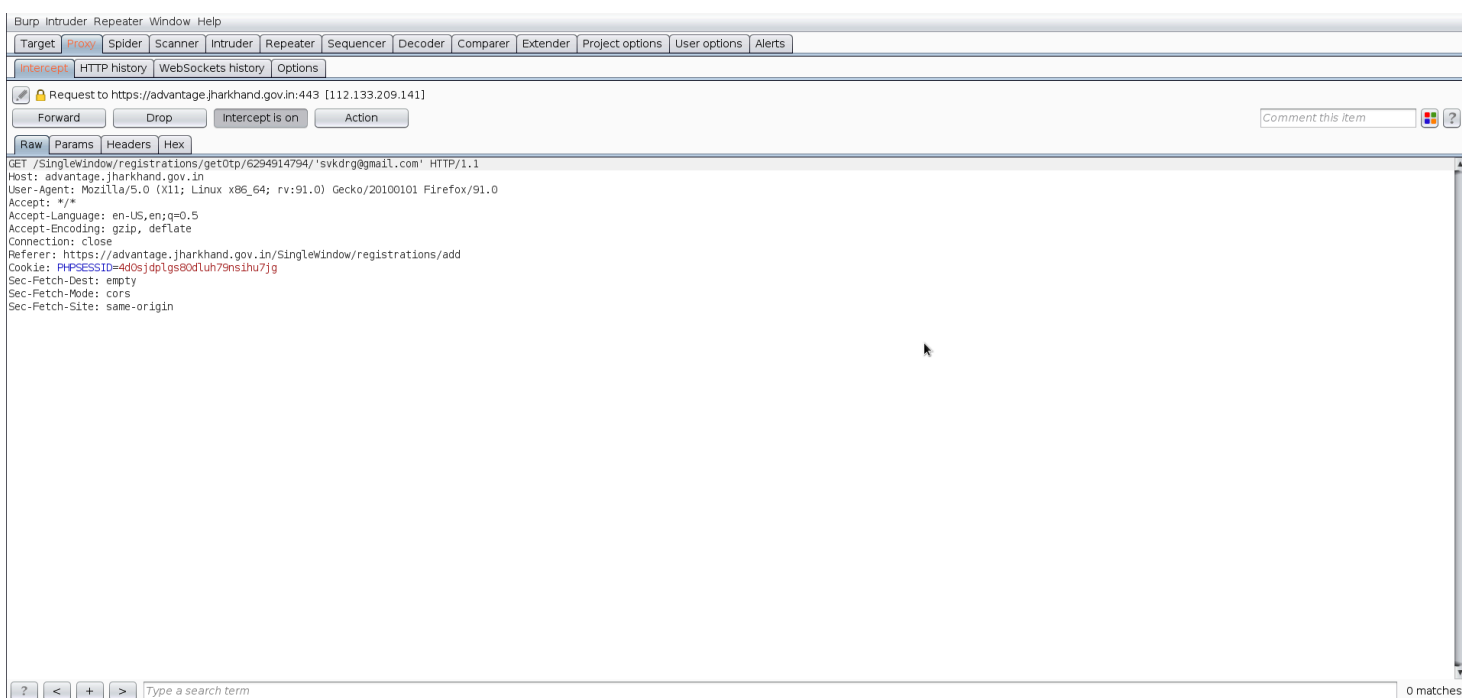 Burp Intruder Repeater Window Help
Target Proxy Spider Scanner Intruder Repeater Sequencer Decoder Comparer Extender Project options User options Alerts
Intercept HTTP history WebSockets history Options
Request to https://advantage.jharkhand.gov.in:443 [112.133.209.141]
Forward Drop Intercept is on Action Comment this item ?
Raw Params Headers Hex
GET /SingleWindow/registrations/getOtp/6294914794/'svkdrg@gmail.com' HTTP/1.1
Host: advantage.jharkhand.gov.in
User-Agent: Mozilla/5.0 (X11; Linux x86_64; rv:91.0) Gecko/20100101 Firefox/91.0
Accept: */*
Accept-Language: en-US,en;q=0.5
Accept-Encoding: gzip, deflate
Connection: close
Referer: https://advantage.jharkhand.gov.in/SingleWindow/registrations/add
Cookie: PHPSESSID=4d0sjdplgs80dluh79nsihu7jg
Sec-Fetch-Dest: empty
Sec-Fetch-Mode: cors
Sec-Fetch-Site: same-origin
? < + > Type a search term 0 matches